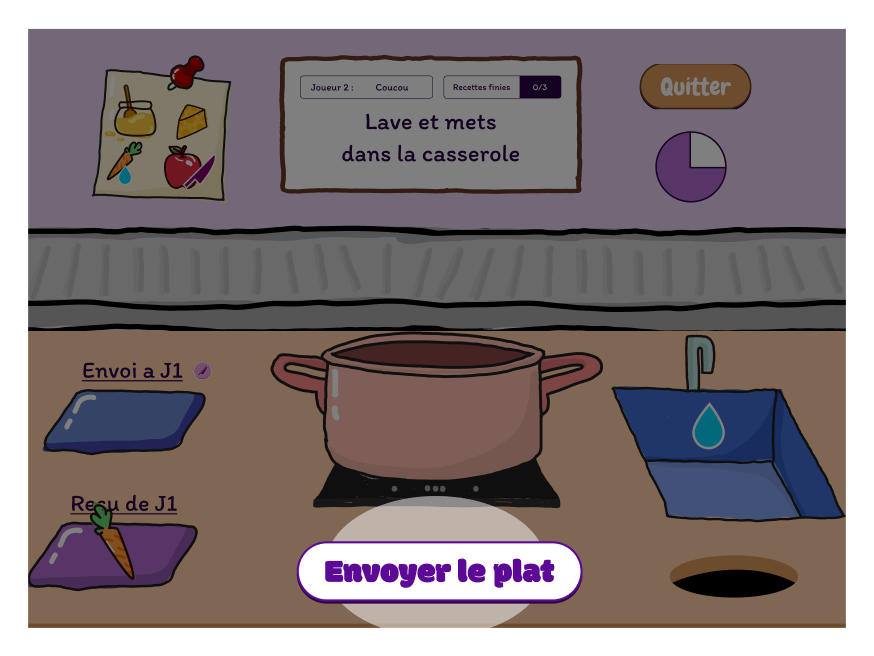 Joueur 2 : Coucou
Recettes finies 0/3
Quitter
Lave et mets
dans la casserole
Envoi a J1
Reçu de J1
Envoyer le plat